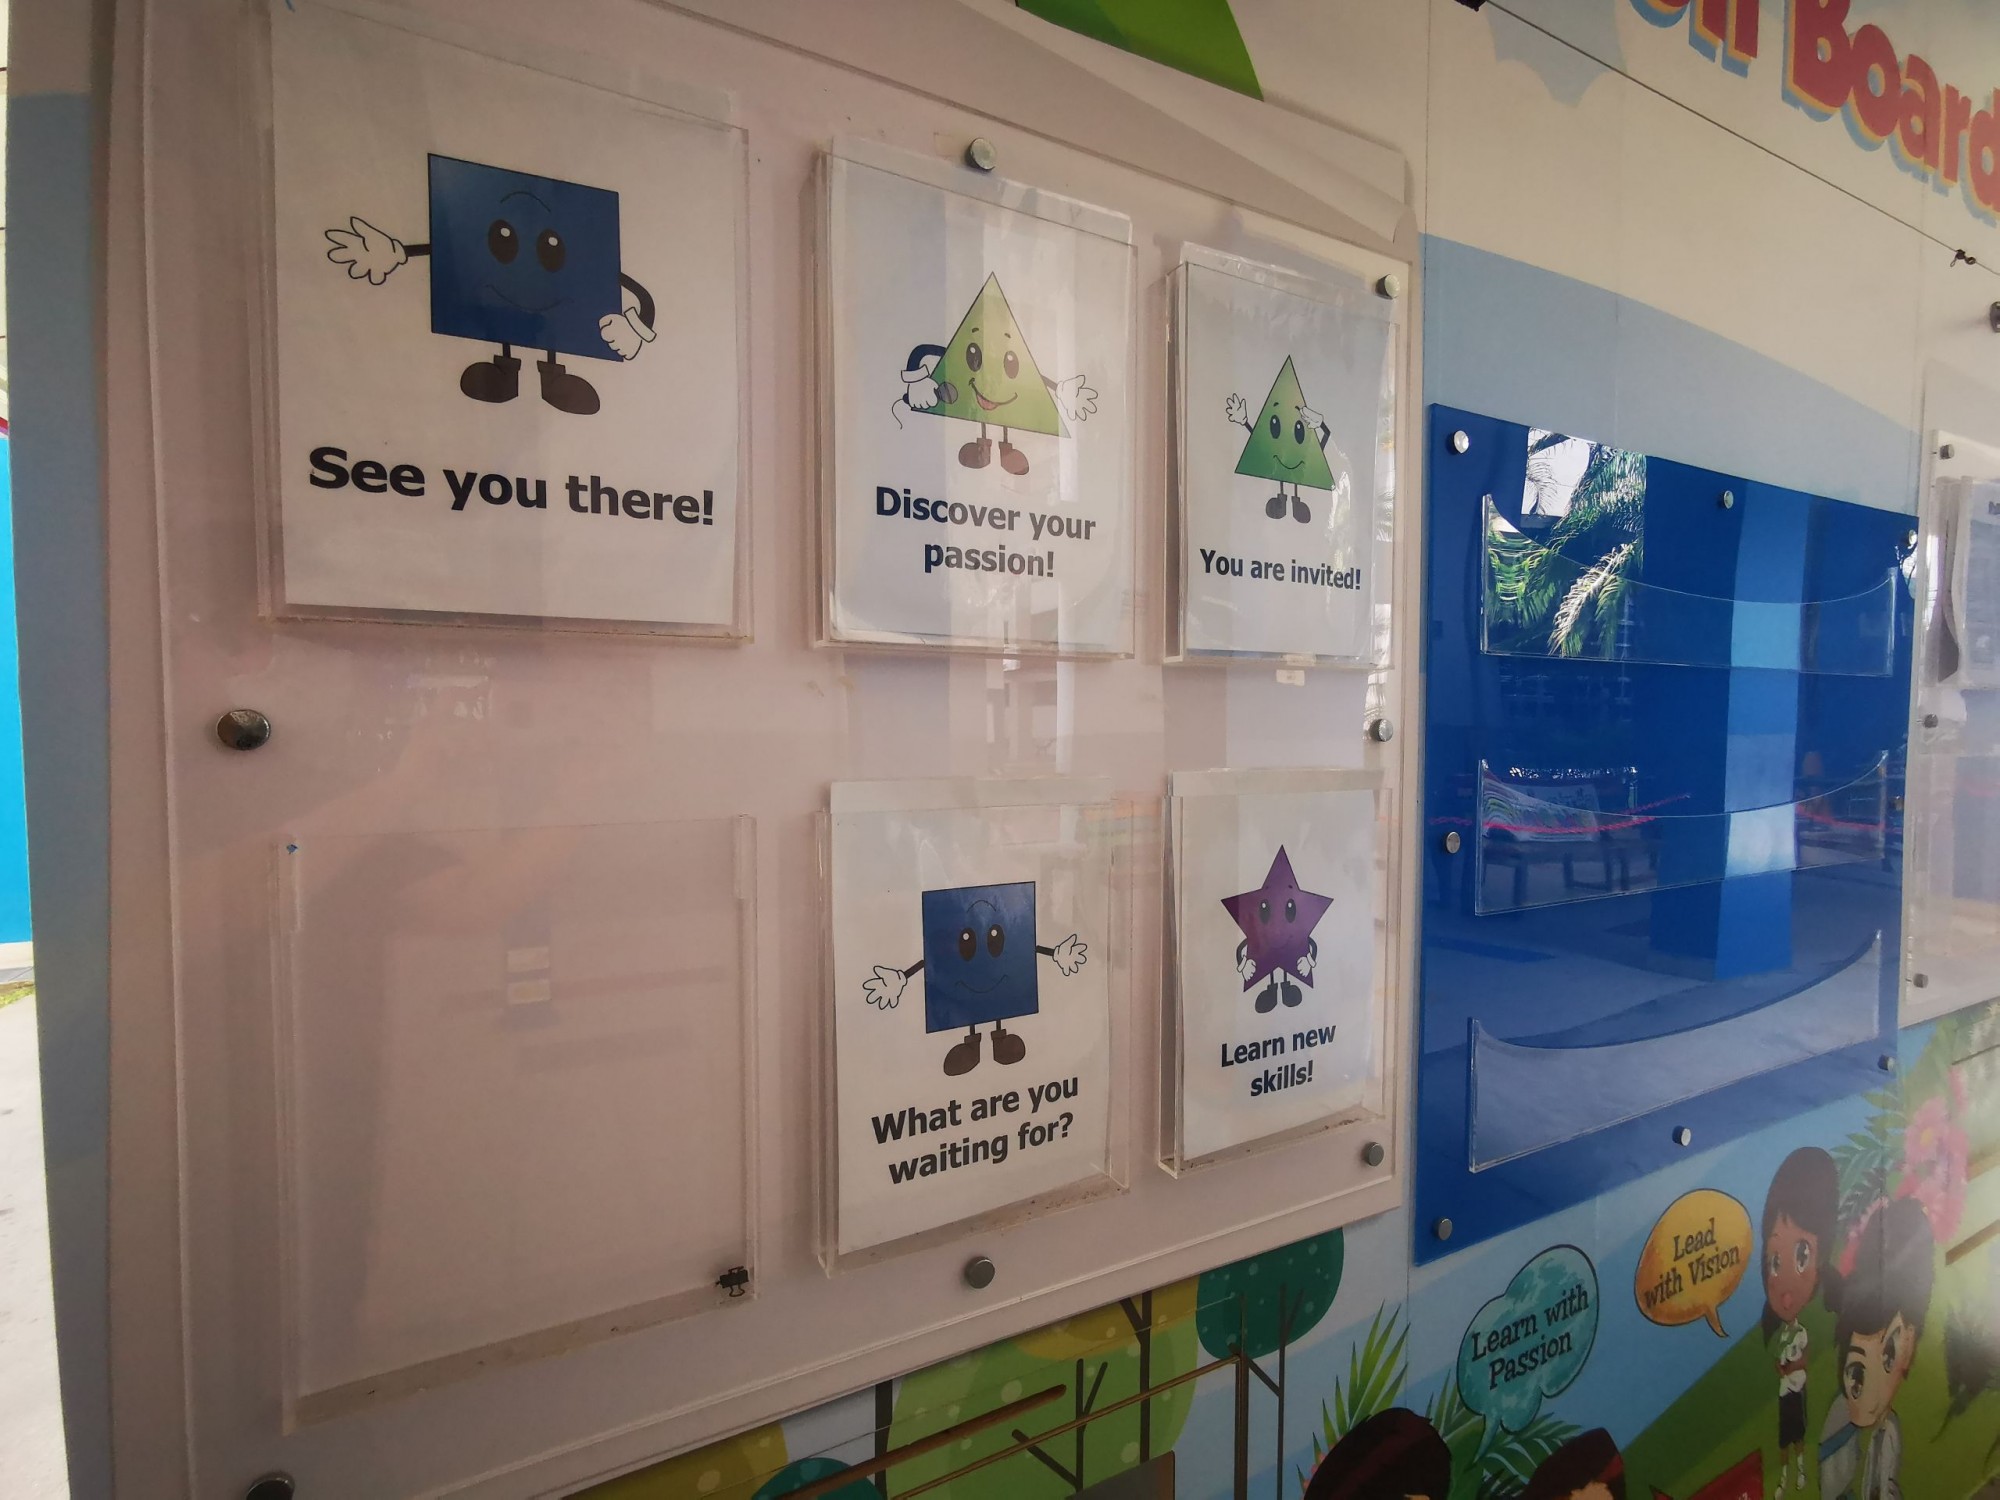 Board
See you there!
Discover your
passion!
You are invited!
What are you
waiting for?
Learn new
skills!
Lead
with Vision
Learn with
Passion